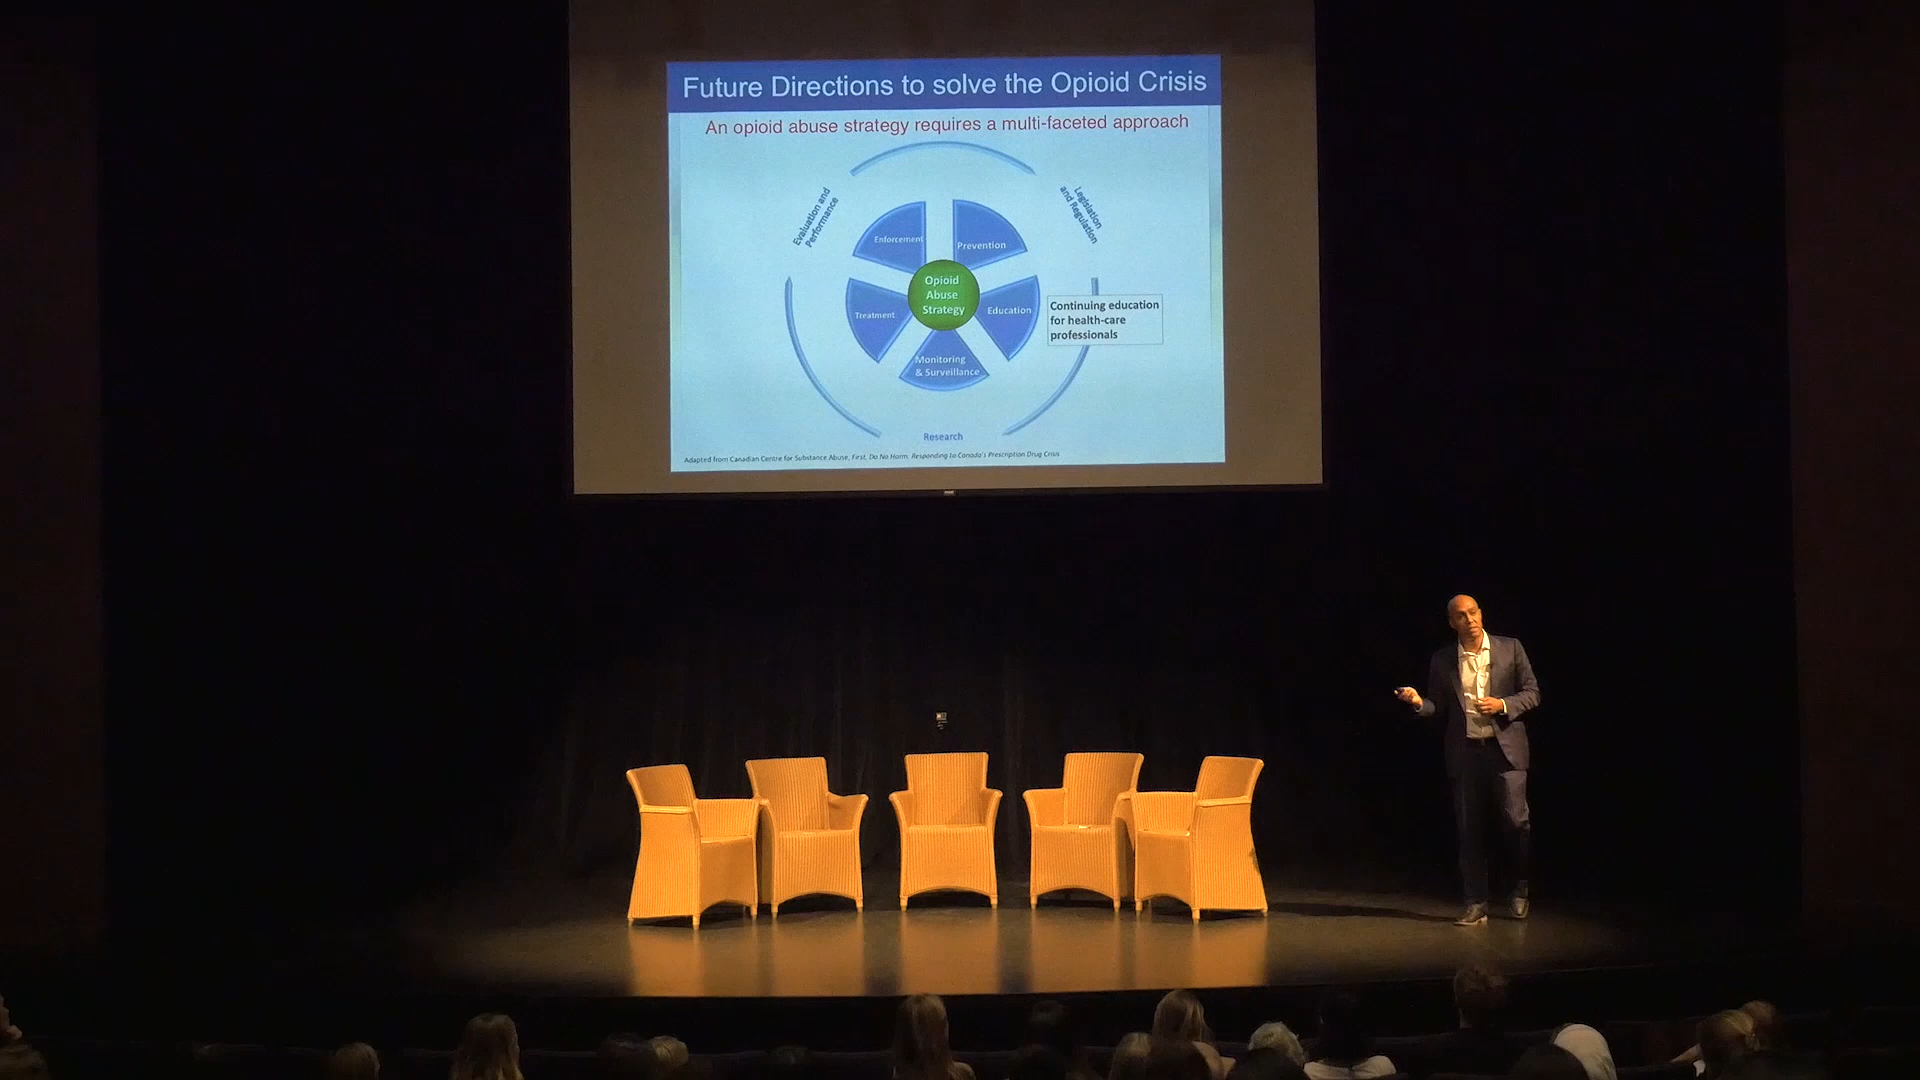 Future Directions to solve the Opioid Crisis
An opioid abuse strategy requires a multi-faceted approach
Evaluation and
Performance
Legislation
and Regulation
Enforcement
Prevention
Opioid
Abuse
Strategy
Treatment
Education
Continuing education
for health-care
professionals
Monitoring
& Surveillance
Research
Adapted from Canadian Centre for Substance Abuse, First, Do No Harm: Responding to Canada's Prescription Drug Crisis